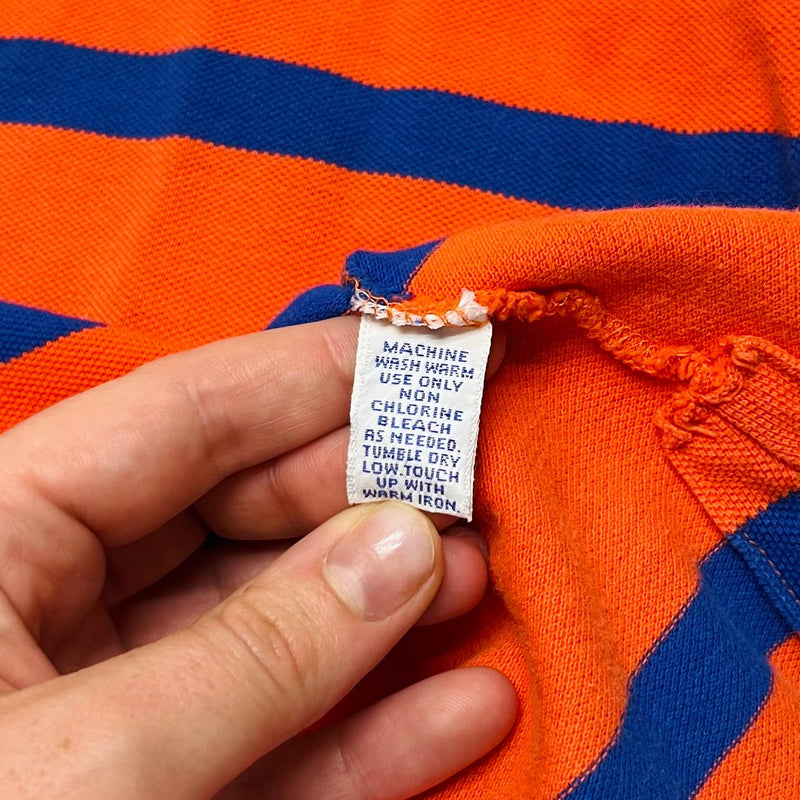 MACHINE
WASH WARM
USE ONLY
NON
CHLORINE
BLEACH
AS NEEDED.
TUMBLE DRY
LOW.TOUCH
UP WITH
WARM IRON.